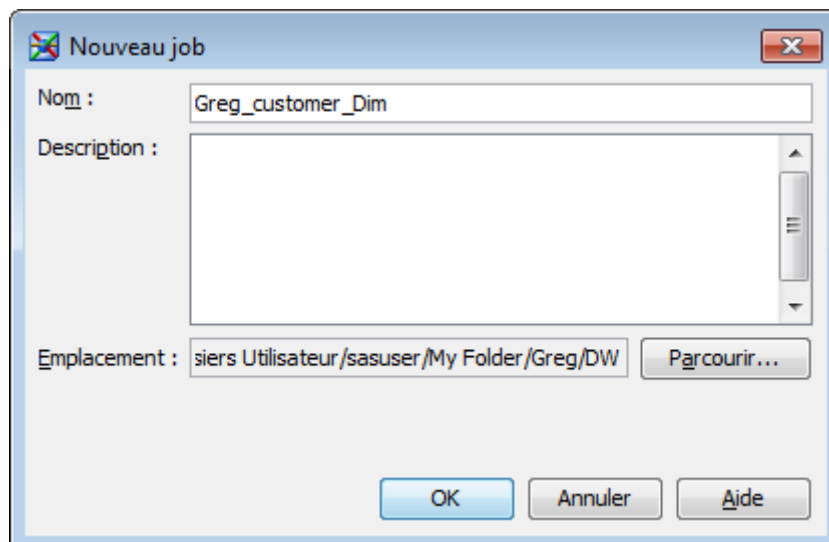 Nouveau job
Nom :
Greg_customer_Dim
Description :
Emplacement :
siers Utilisateur/sasuser/My Folder/Greg/DW
Parcourir...
OK
Annuler
Aide